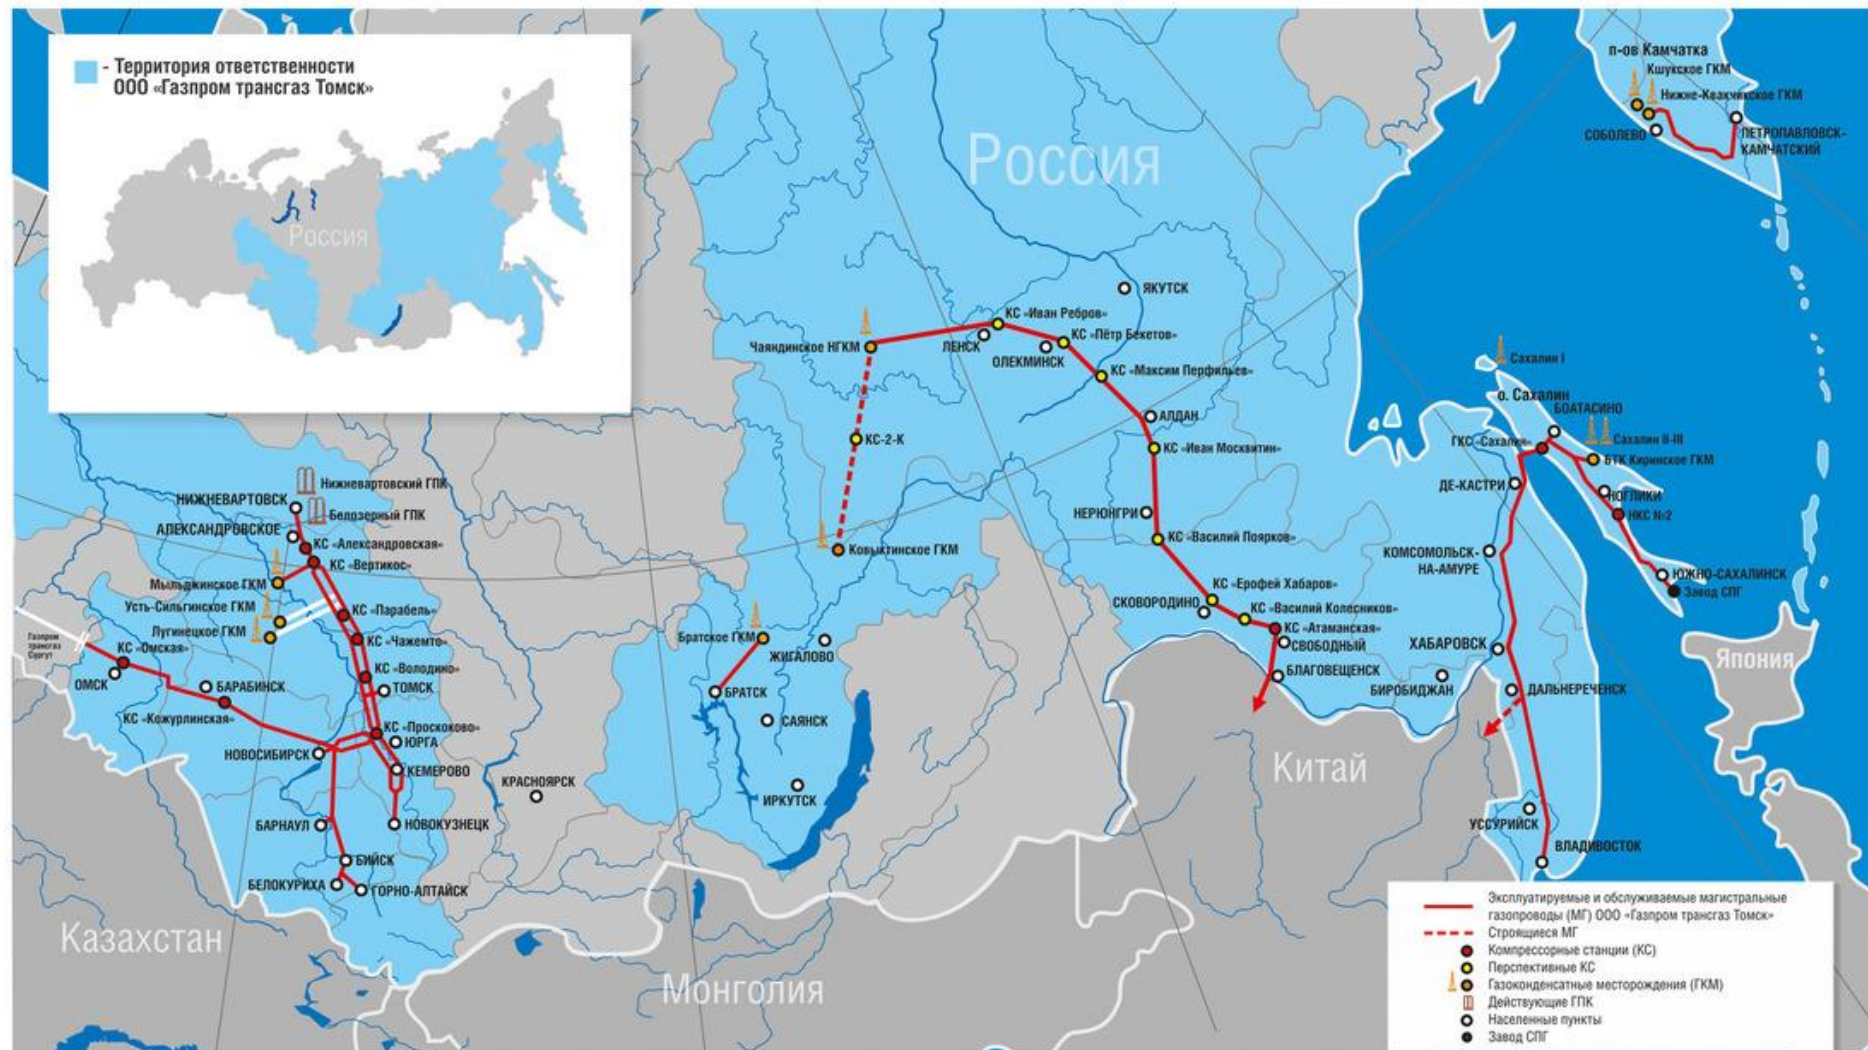 - Территория ответственности
ООО «Газпром трансгаз Томск»
Россия
Россия
п-ов Камчатка
Кшукское ГКМ
Нижне-Квакчикское ГКМ
СОБОЛЕВО
ПЕТРОПАВЛОВСК-
КАМЧАТСКИЙ
ЯКУТСК
КС «Иван Ребров»
КС «Пётр Бекетов»
Чаяндинское НГКМ
ЛЕНСК
ОЛЕКМИНСК
КС «Максим Перфильев»
АЛДАН
КС-2-К
КС «Иван Москвитин»
НЕРЮНГРИ
КС «Василий Поярков»
Ковыктинское ГКМ
Сахалин I
о. Сахалин
БОАТАСИНО
ГКС «Сахалин»
Сахалин II-III
БТК Киринское ГКМ
ДЕ-КАСТРИ
НОГЛИКИ
НКС №2
КОМСОМОЛЬСК-
НА-АМУРЕ
ЮЖНО-САХАЛИНСК
Завод СПГ
Нижневартовский ГПК
НИЖНЕВАРТОВСК
Белозерный ГПК
АЛЕКСАНДРОВСКОЕ
КС «Александровская»
КС «Вертикос»
Мыльджинское ГКМ
Усть-Сильгинское ГКМ
КС «Парабель»
Лугинецкое ГКМ
КС «Чажемто»
Газпром
трансгаз
Сургут
КС «Омская»
КС «Володино»
ОМСК
БАРАБИНСК
ТОМСК
КС «Кожурлинская»
КС «Проскоково»
ЮРГА
НОВОСИБИРСК
КЕМЕРОВО
КРАСНОЯРСК
БАРНАУЛ
НОВОКУЗНЕЦК
БИЙСК
БЕЛОКУРИХА
ГОРНО-АЛТАЙСК
Братское ГКМ
ЖИГАЛОВО
БРАТСК
САЯНСК
ИРКУТСК
КС «Ерофей Хабаров»
СКОВОРОДИНО
КС «Василий Колесников»
КС «Атаманская»
СВОБОДНЫЙ
БЛАГОВЕЩЕНСК
ХАБАРОВСК
БИРОБИДЖАН
ДАЛЬНЕРЕЧЕНСК
Япония
Китай
УССУРИЙСК
ВЛАДИВОСТОК
Казахстан
Монголия
Эксплуатируемые и обслуживаемые магистральные
газопроводы (МГ) ООО «Газпром трансгаз Томск»
Строящиеся МГ
Компрессорные станции (КС)
Перспективные КС
Газоконденсатные месторождения (ГКМ)
Действующие ГПК
Населенные пункты
Завод СПГ